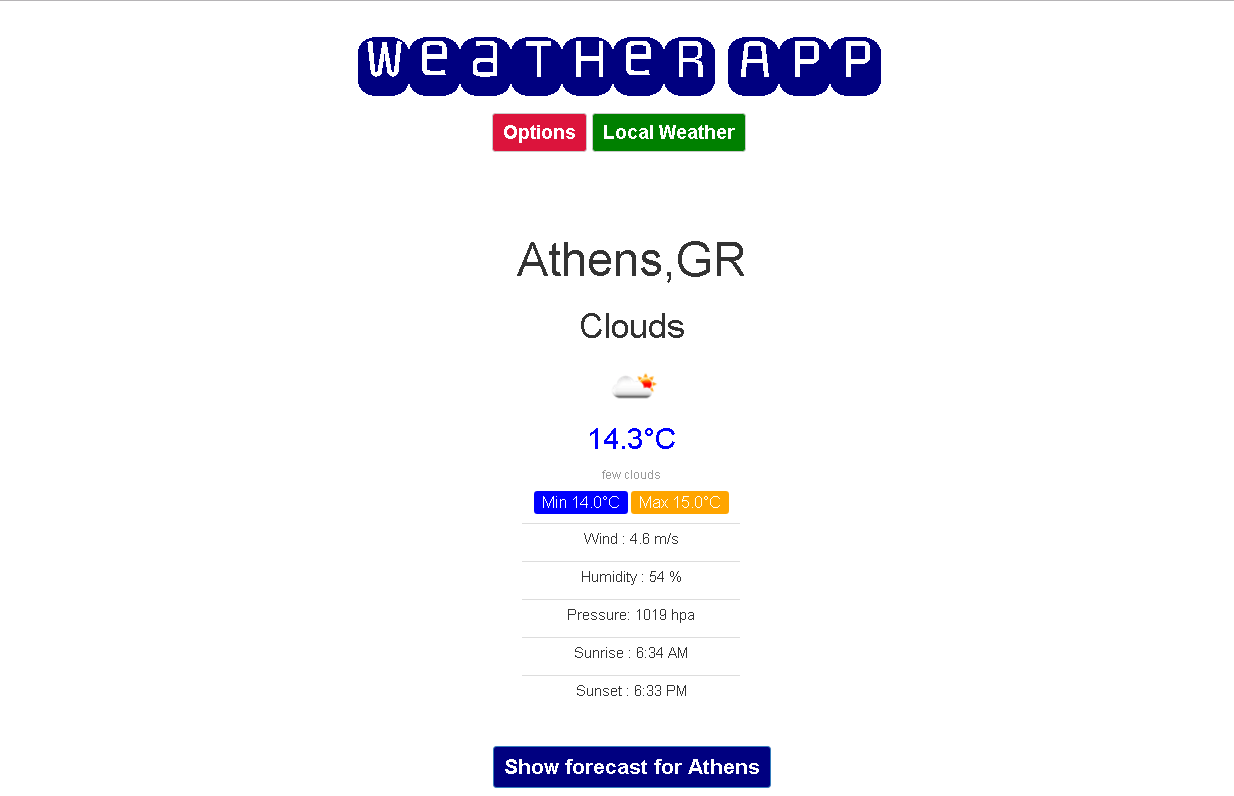 WeaTHeR APP
Options Local Weather
Athens,GR
Clouds
14.3°C
few clouds
Min 14.0°C Max 15.0°C
Wind : 4.6 m/s
Humidity : 54 %
Pressure: 1019 hpa
Sunrise : 6:34 AM
Sunset : 6:33 PM
Show forecast for Athens